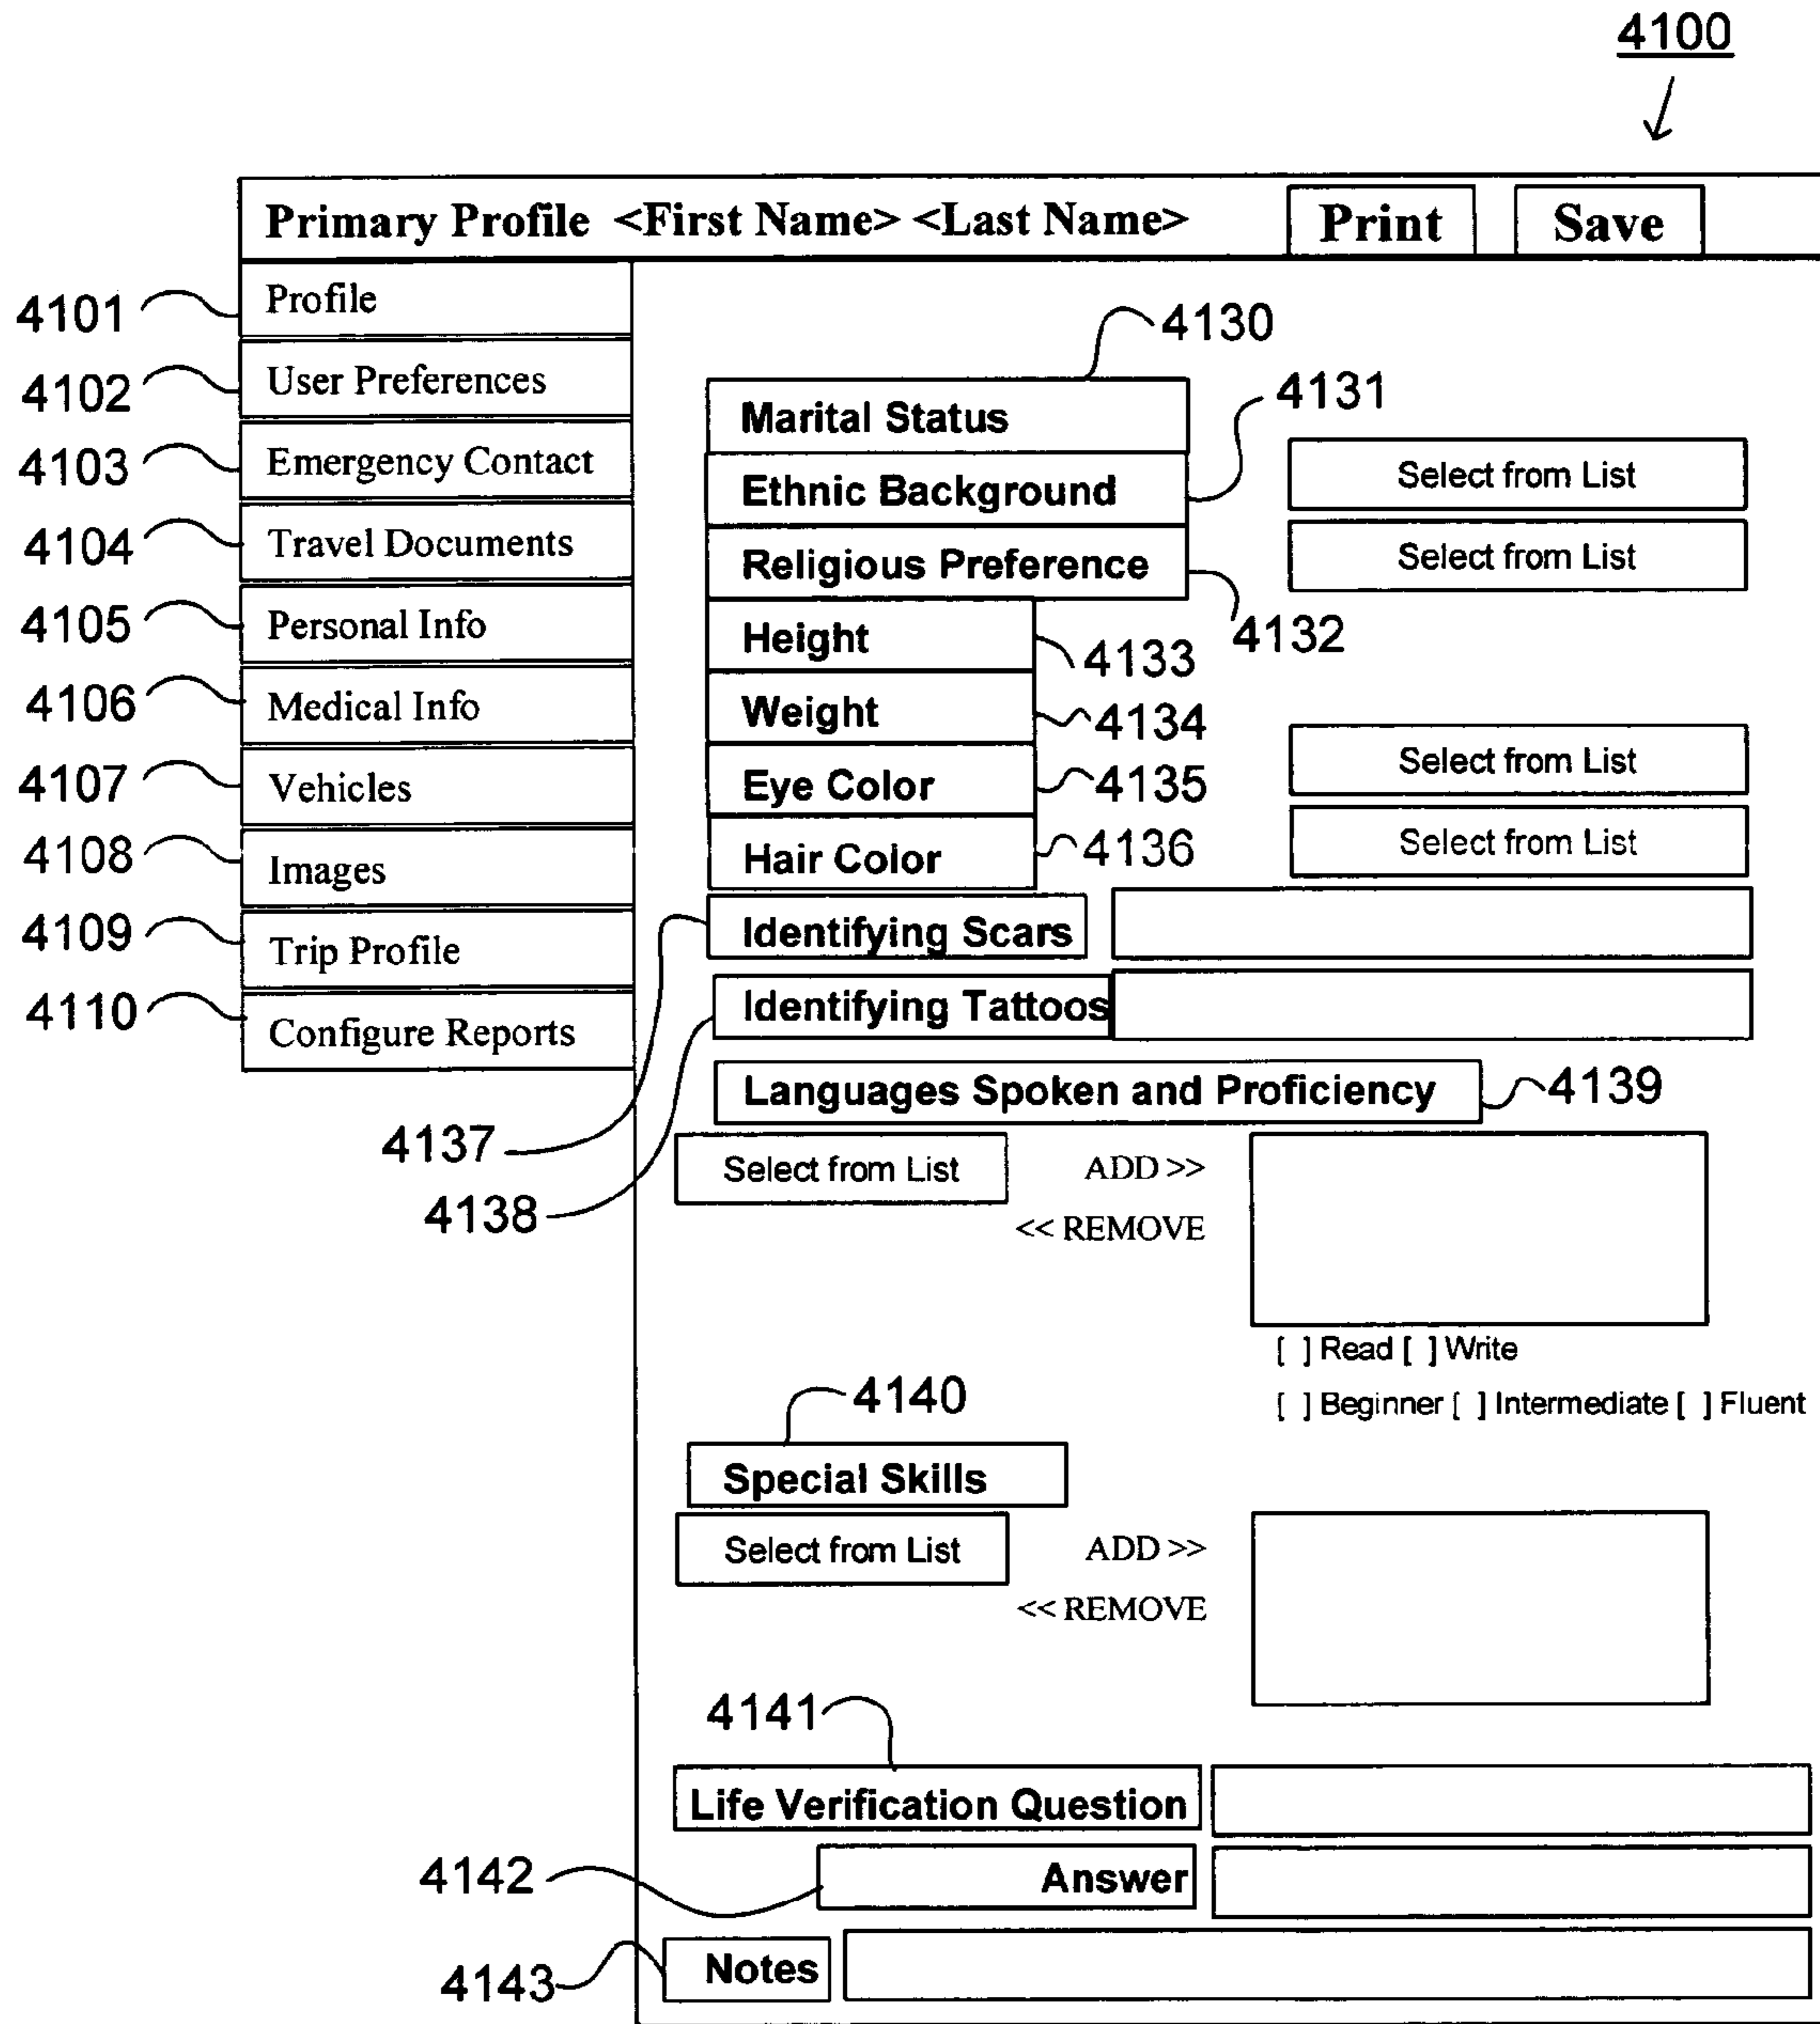 4100
Primary Profile <First Name> <Last Name> Print Save
4101 Profile
4102 User Preferences
4103 Emergency Contact
4104 Travel Documents
4105 Personal Info
4106 Medical Info
4107 Vehicles
4108 Images
4109 Trip Profile
4110 Configure Reports
4130
Marital Status
4131
Ethnic Background Select from List
Religious Preference Select from List
4132
Height 4133
Weight 4134
Eye Color 4135 Select from List
Hair Color 4136 Select from List
Identifying Scars
Identifying Tattoos
Languages Spoken and Proficiency 4139
4137
4138
Select from List ADD >>
<< REMOVE
[ ] Read [ ] Write
[ ] Beginner [ ] Intermediate [ ] Fluent
4140
Special Skills
Select from List ADD >>
<< REMOVE
4141
Life Verification Question
4142 Answer
4143 Notes